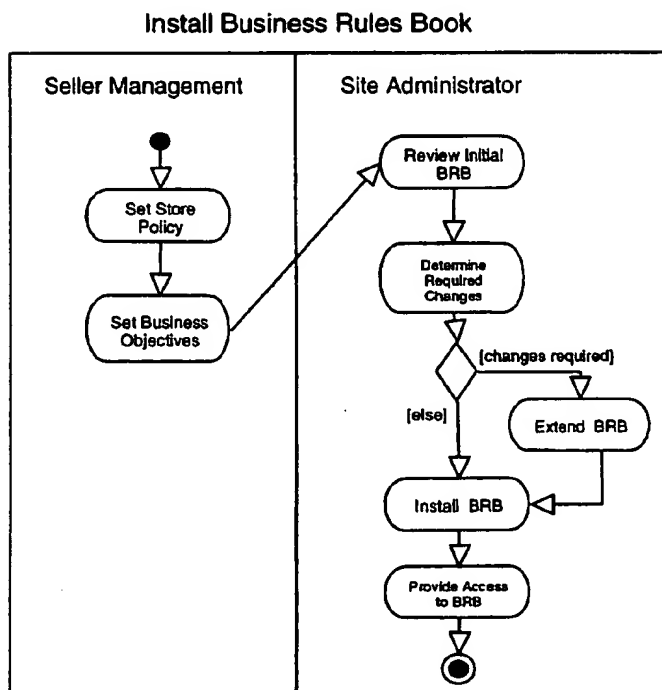 Install Business Rules Book
Seller Management
Set Store
Policy
Set Business
Objectives
Site Administrator
Review Initial
BRB
Determine
Required
Changes
[changes required}
[else]
Extend BRB
Install BRB
Provide Access
to BRB